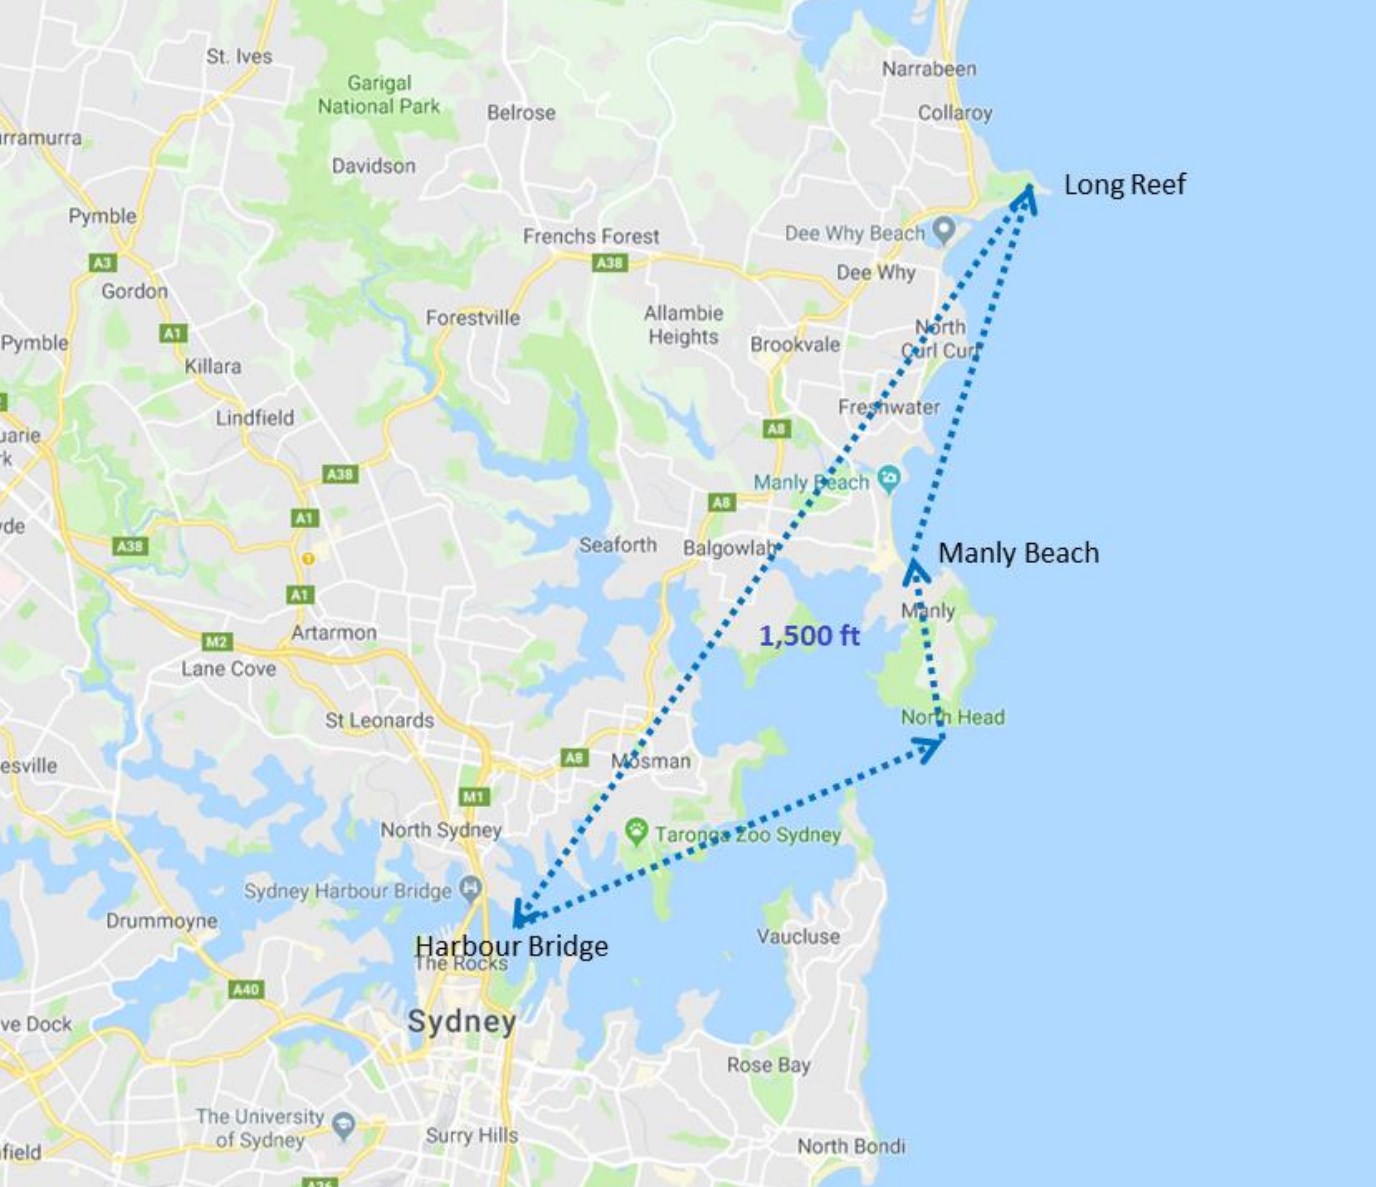 St. Ives
Narrabeen
Garigal
National Park
Belrose
Collaroy
rramurra
Davidson
Long Reef
Pymble
Dee Why Beach
Frenchs Forest
A3
A38
Dee Why
Gordon
Allambie
Heights
Forestville
A1
North
Curl Curl
Pymble
Brookvale
Killara
Freshwater
Lindfield
A8
uarie
rk
A38
Manly Beach
A8
A1
yde
A38
Seaforth
Balgowlah
Manly Beach
A1
Manly
Artarmon
M2
1,500 ft
Lane Cove
St Leonards
North Head
esville
A8
Mosman
M1
North Sydney
Taronga Zoo Sydney
Sydney Harbour Bridge
Drummoyne
Vaucluse
Harbour Bridge
The Rocks
A40
ve Dock
Sydney
Rose Bay
The University
of Sydney
Surry Hills
North Bondi
field
A36